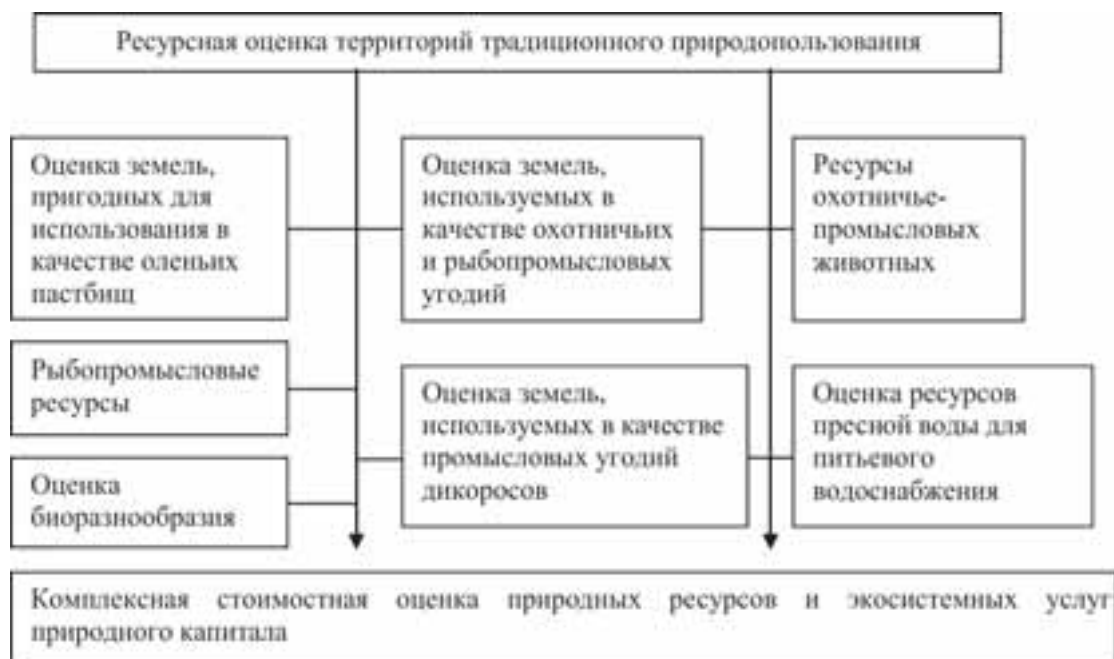 Ресурсная оценка территорий традиционного природопользования
Оценка земель,
пригодных для
использования в
качестве оленьих
пастбищ
Оценка земель,
используемых в
качестве охотничьих
и рыбопромысловых
угодий
Ресурсы
охотничье-
промысловых
животных
Рыбопромысловые
ресурсы
Оценка земель,
используемых в качестве
промысловых угодий
дикоросов
Оценка ресурсов
пресной воды для
питьевого
водоснабжения
Оценка
биоразнообразия
Комплексная стоимостная оценка природных ресурсов и экосистемных услуг
природного капитала